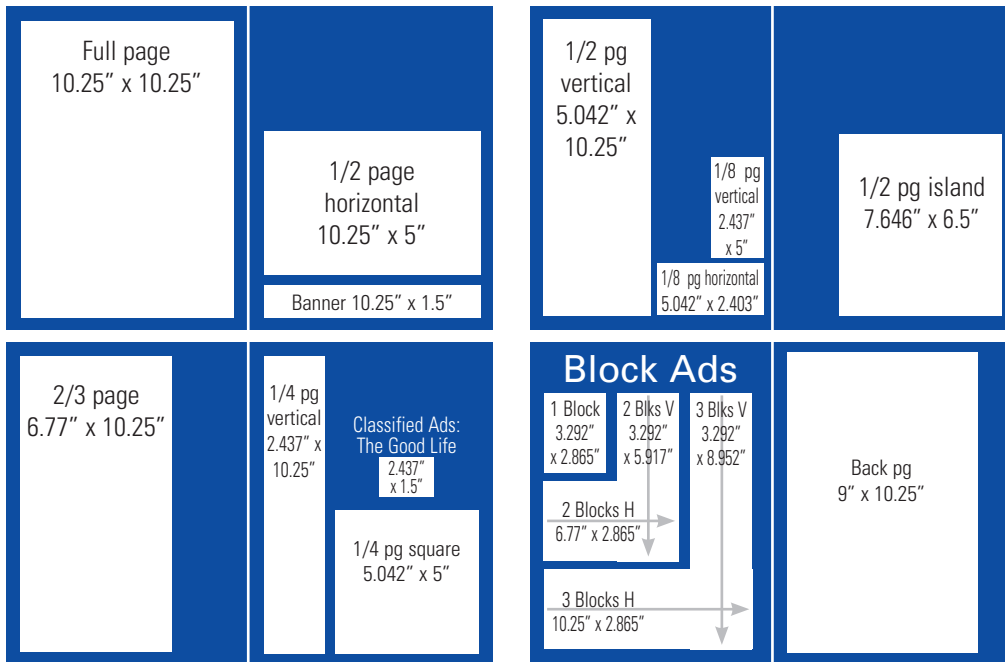 Full page
10.25” x 10.25”
1/2 page
horizontal
10.25” x 5”
Banner 10.25” x 1.5”
1/2 pg
vertical
5.042” x
10.25”
1/8 pg
vertical
2.437”
x 5”
1/8 pg horizontal
5.042” x 2.403”
1/2 pg island
7.646” x 6.5”
2/3 page
6.77” x 10.25”
1/4 pg
vertical
2.437” x
10.25”
Classified Ads:
The Good Life
2.437”
x 1.5”
1/4 pg square
5.042” x 5”
Block Ads
1 Block
3.292”
x 2.865”
2 Blks V
3.292”
x 5.917”
3 Blks V
3.292”
x 8.952”
2 Blocks H
6.77” x 2.865”
3 Blocks H
10.25” x 2.865”
Back pg
9” x 10.25”